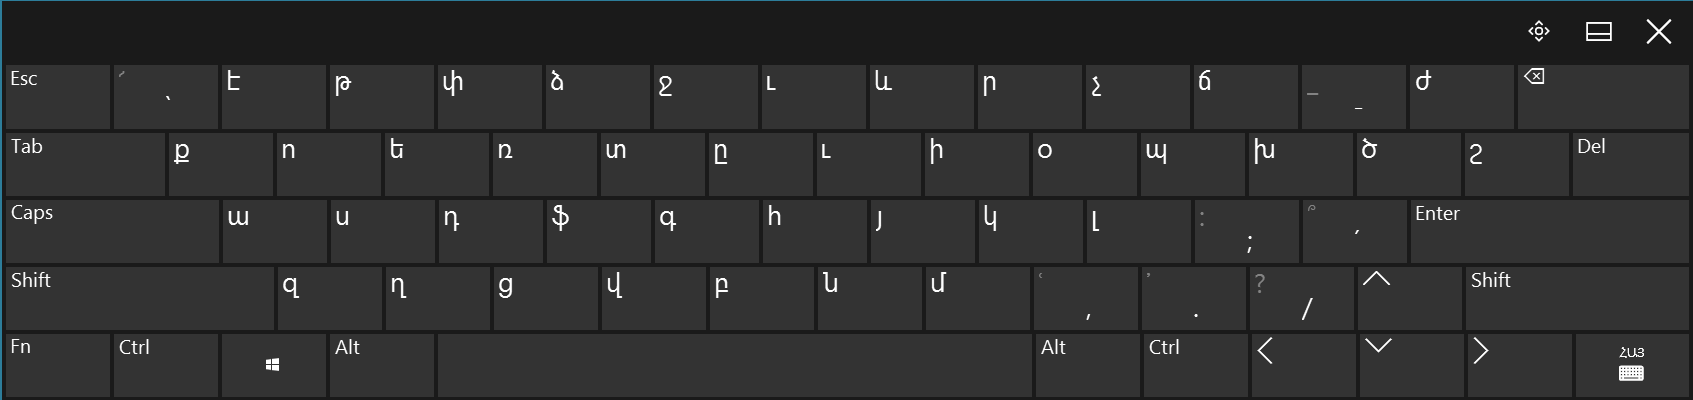 Esc ՛ ՝ է թ փ ձ ջ ւ և ր չ ճ _ - ժ
Tab ք ո ե ռ տ ը ւ ի օ պ խ ծ շ Del
Caps ա ս դ ֆ գ հ յ կ լ : ; ՞ ՛ Enter
Shift զ ղ ց վ բ ն մ ՙ , ՚ . ? / Shift
Fn Ctrl Alt Alt Ctrl ՀԱՅ